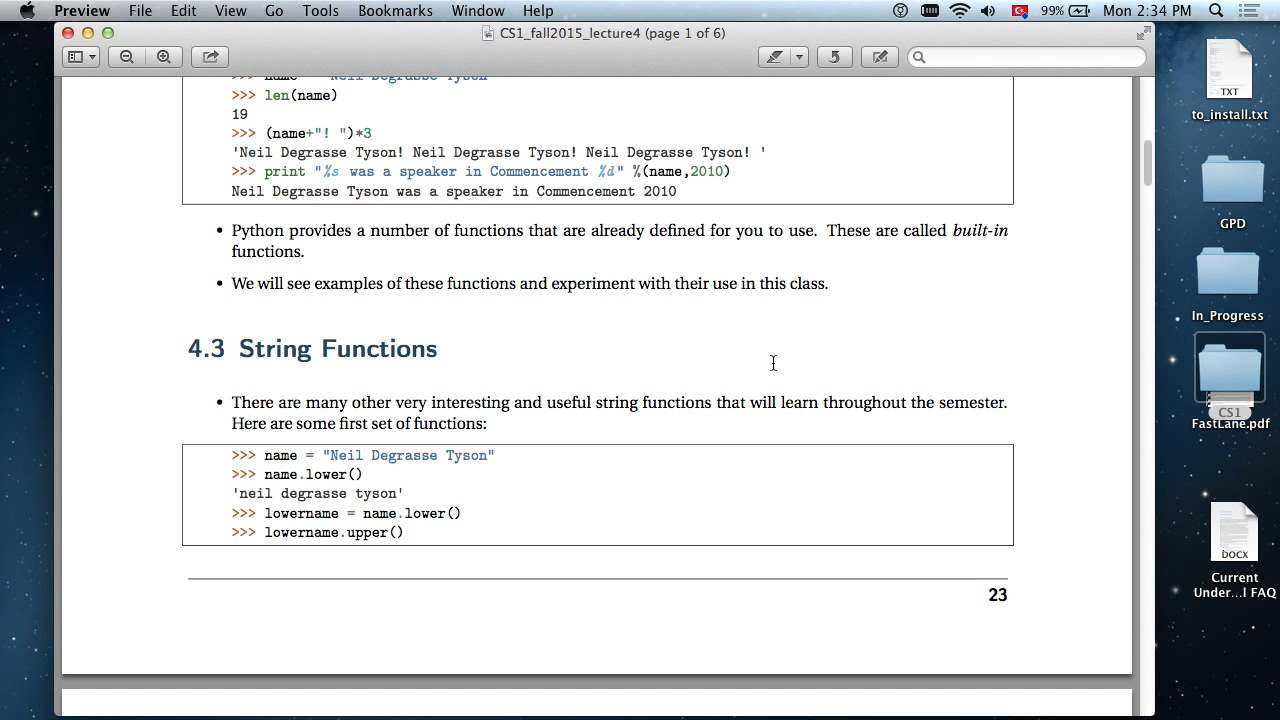 Preview File Edit View Go Tools Bookmarks Window Help 99% Mon 2:34 PM
CS1_fall2015_lecture4 (page 1 of 6)
>>> name = "Neil Degrasse Tyson"
>>> len(name)
19
>>> (name+"! ")*3
'Neil Degrasse Tyson! Neil Degrasse Tyson! Neil Degrasse Tyson! '
>>> print "%s was a speaker in Commencement %d" %(name,2010)
Neil Degrasse Tyson was a speaker in Commencement 2010
• Python provides a number of functions that are already defined for you to use. These are called built-in
functions.
• We will see examples of these functions and experiment with their use in this class.
4.3 String Functions
• There are many other very interesting and useful string functions that will learn throughout the semester.
Here are some first set of functions:
>>> name = "Neil Degrasse Tyson"
>>> name.lower()
'neil degrasse tyson'
>>> lowername = name.lower()
>>> lowername.upper()
23
TXT
to_install.txt
GPD
In_Progress
CS1
FastLane.pdf
DOCX
Current
Under...l FAQ